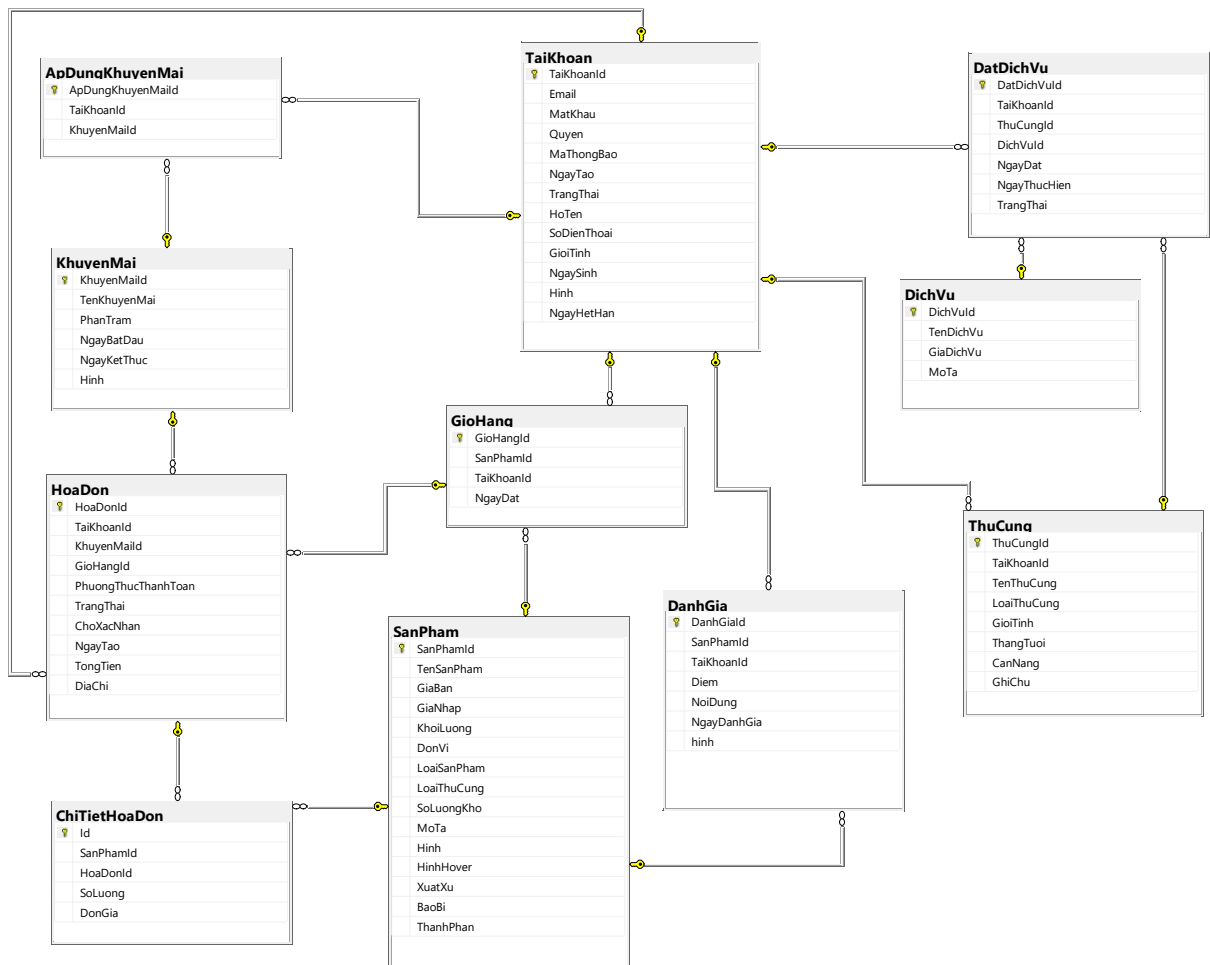 ApDungKhuyenMai
ApDungKhuyenMaiId
TaiKhoanId
KhuyenMaiId
KhuyenMai
KhuyenMaiId
TenKhuyenMai
PhanTram
NgayBatDau
NgayKetThuc
Hinh
HoaDon
HoaDonId
TaiKhoanId
KhuyenMaiId
GioHangId
PhuongThucThanhToan
TrangThai
ChoXacNhan
NgayTao
TongTien
DiaChi
ChiTietHoaDon
Id
SanPhamId
HoaDonId
SoLuong
DonGia
TaiKhoan
TaiKhoanId
Email
MatKhau
Quyen
MaThongBao
NgayTao
TrangThai
HoTen
SoDienThoai
GioiTinh
NgaySinh
Hinh
NgayHetHan
GioHang
GioHangId
SanPhamId
TaiKhoanId
NgayDat
SanPham
SanPhamId
TenSanPham
GiaBan
GiaNhap
KhoiLuong
DonVi
LoaiSanPham
LoaiThuCung
SoLuongKho
MoTa
Hinh
HinhHover
XuatXu
BaoBi
ThanhPhan
DanhGia
DanhGiaId
SanPhamId
TaiKhoanId
Diem
NoiDung
NgayDanhGia
hinh
DatDichVu
DatDichVuId
TaiKhoanId
ThuCungId
DichVuId
NgayDat
NgayThucHien
TrangThai
DichVu
DichVuId
TenDichVu
GiaDichVu
MoTa
ThuCung
ThuCungId
TaiKhoanId
TenThuCung
LoaiThuCung
GioiTinh
ThangTuoi
CanNang
GhiChu